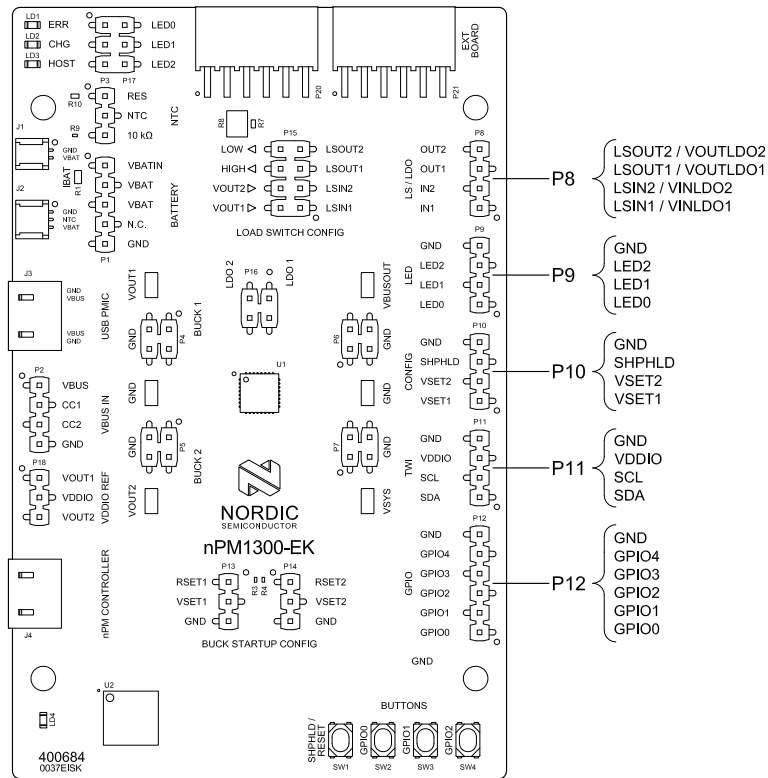 LD1 ERR LED0
LD2 CHG LED1
LD3 HOST LED2
P3 P17
P20
P21
EXT
BOARD
R10
RES
NTC
R9
10 kΩ
NTC
J1
GND
VBAT
IBAT
R1
J2
GND
NTC
VBAT
VBATIN
VBAT
VBAT
N.C.
GND
P1
BATTERY
R8
R7
P15
LOW LSOUT2
HIGH LSOUT1
VOUT2 LSIN2
VOUT1 LSIN1
LOAD SWITCH CONFIG
P8
LS / LDO
OUT2
OUT1
IN2
IN1
P8
LSOUT2 / VOUTLDO2
LSOUT1 / VOUTLDO1
LSIN2 / VINLDO2
LSIN1 / VINLDO1
J3
GND
VBUS
VBUS
GND
USB PMIC
VOUT1
GND
P4
BUCK 1
LDO 2
P16
LDO 1
VBUSOUT
P6
GND
P9
LED
GND
LED2
LED1
LED0
P9
GND
LED2
LED1
LED0
P2
VBUS
CC1
CC2
GND
VBUS IN
GND
U1
GND
P10
CONFIG
GND
SHPHLD
VSET2
VSET1
P10
GND
SHPHLD
VSET2
VSET1
P18
VOUT1
VDDIO
VOUT2
VDDIO REF
GND
P5
BUCK 2
VOUT2
P7
GND
VSYS
P11
TWI
GND
VDDIO
SCL
SDA
P11
GND
VDDIO
SCL
SDA
NORDIC
SEMICONDUCTOR
nPM1300-EK
J4
nPM CONTROLLER
P13
RSET1
VSET1
GND
R3
R4
P14
RSET2
VSET2
GND
BUCK STARTUP CONFIG
P12
GPIO
GND
GPIO4
GPIO3
GPIO2
GPIO1
GPIO0
P12
GND
GPIO4
GPIO3
GPIO2
GPIO1
GPIO0
GND
U2
LD4
400684
0037EISK
BUTTONS
SHPHLD /
RESET
GPIO0
GPIO1
GPIO2
SW1 SW2 SW3 SW4